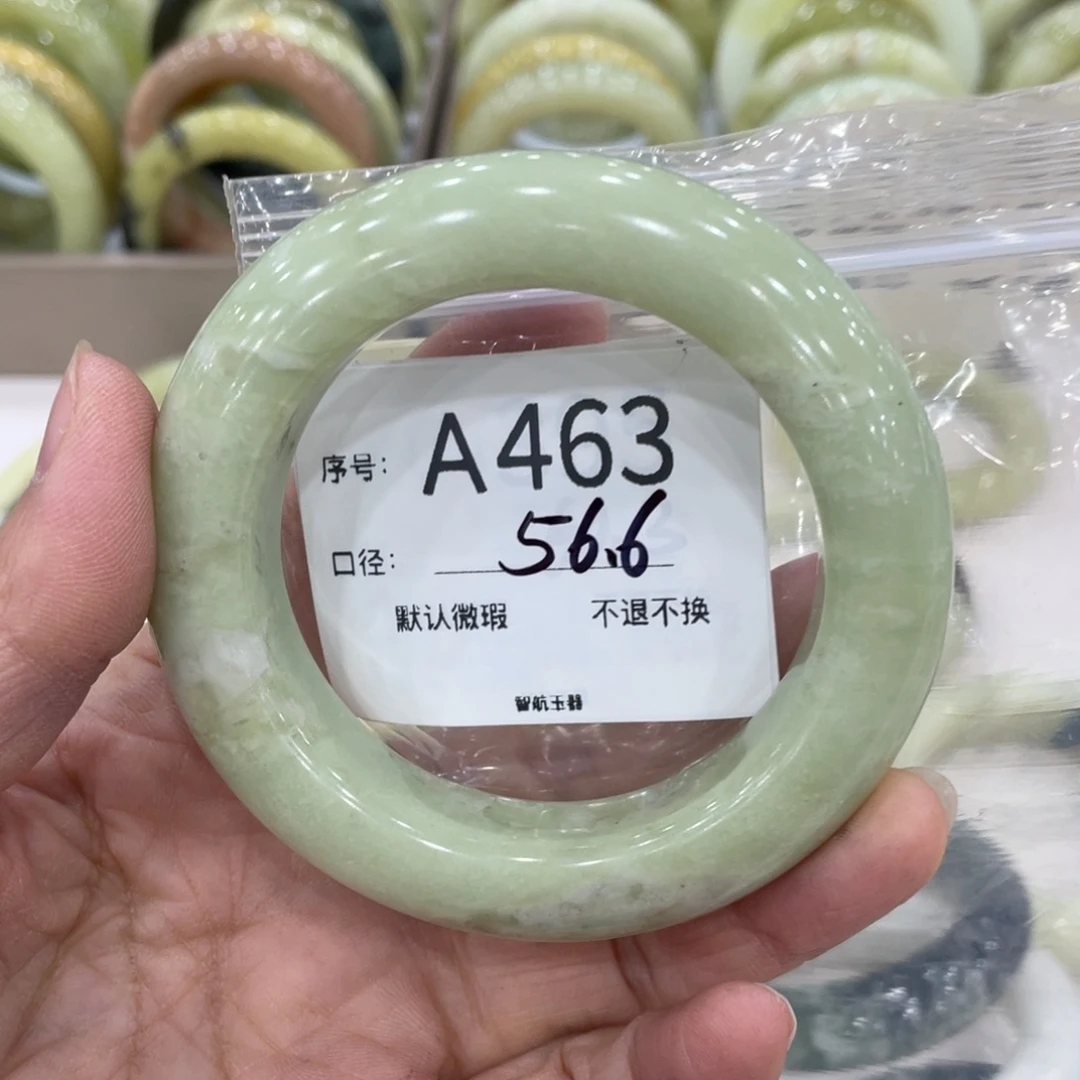 序号: A463
口径: 56.6
默认微瑕 不退不换
智航玉器